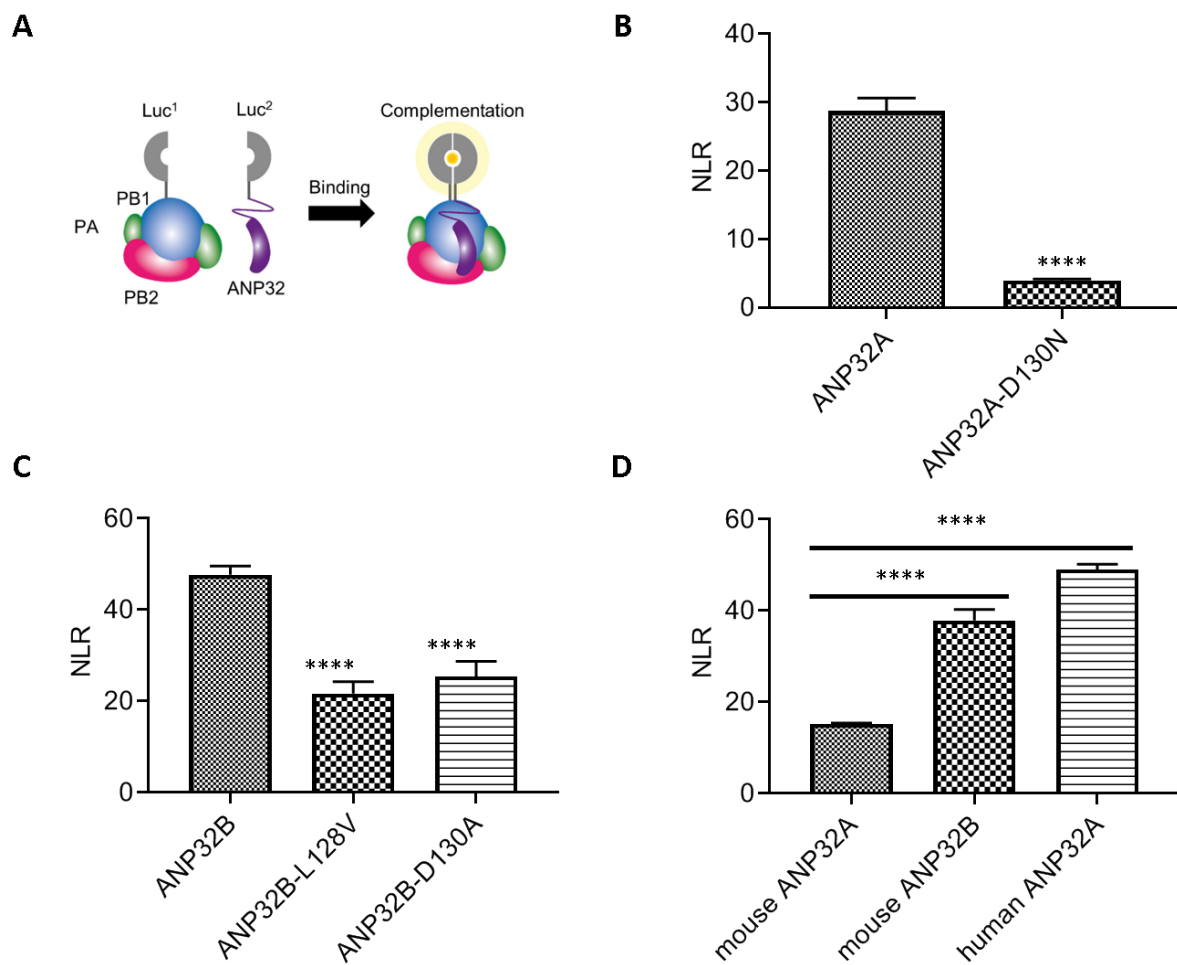 A
Luc1
Luc2
Complementation
PB1
Binding
PA
PB2
ANP32
B
40
30
20
10
0
NLR
****
ANP32A
ANP32A-D130N
C
60
40
20
0
NLR
****
****
ANP32B
ANP32B-L128V
ANP32B-D130A
D
60
40
20
0
NLR
****
****
mouse ANP32A
mouse ANP32B
human ANP32A